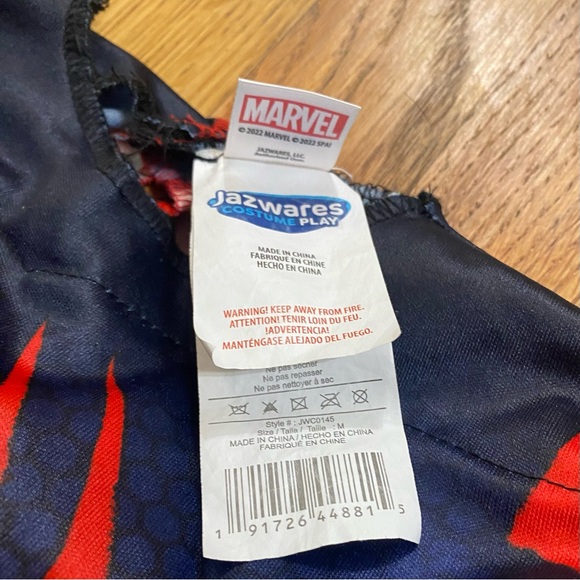 MARVEL
© 2022 MARVEL © 2022 SPAF
JAZWARES, LLC.
Jazwares
COSTUME PLAY
MADE IN CHINA
FABRIQUÉ EN CHINE
HECHO EN CHINA
WARNING! KEEP AWAY FROM FIRE.
ATTENTION! TENIR LOIN DU FEU.
¡ADVERTENCIA!
MANTÉNGASE ALEJADO DEL FUEGO.
Ne pas sécher
Ne pas repasser
Ne pas nettoyer à sec
Style # : JWC0145
Size / Talla / Taille : M
MADE IN CHINA / HECHO EN CHINA
FABRIQUÉ EN CHINE
1 91726 44881 5